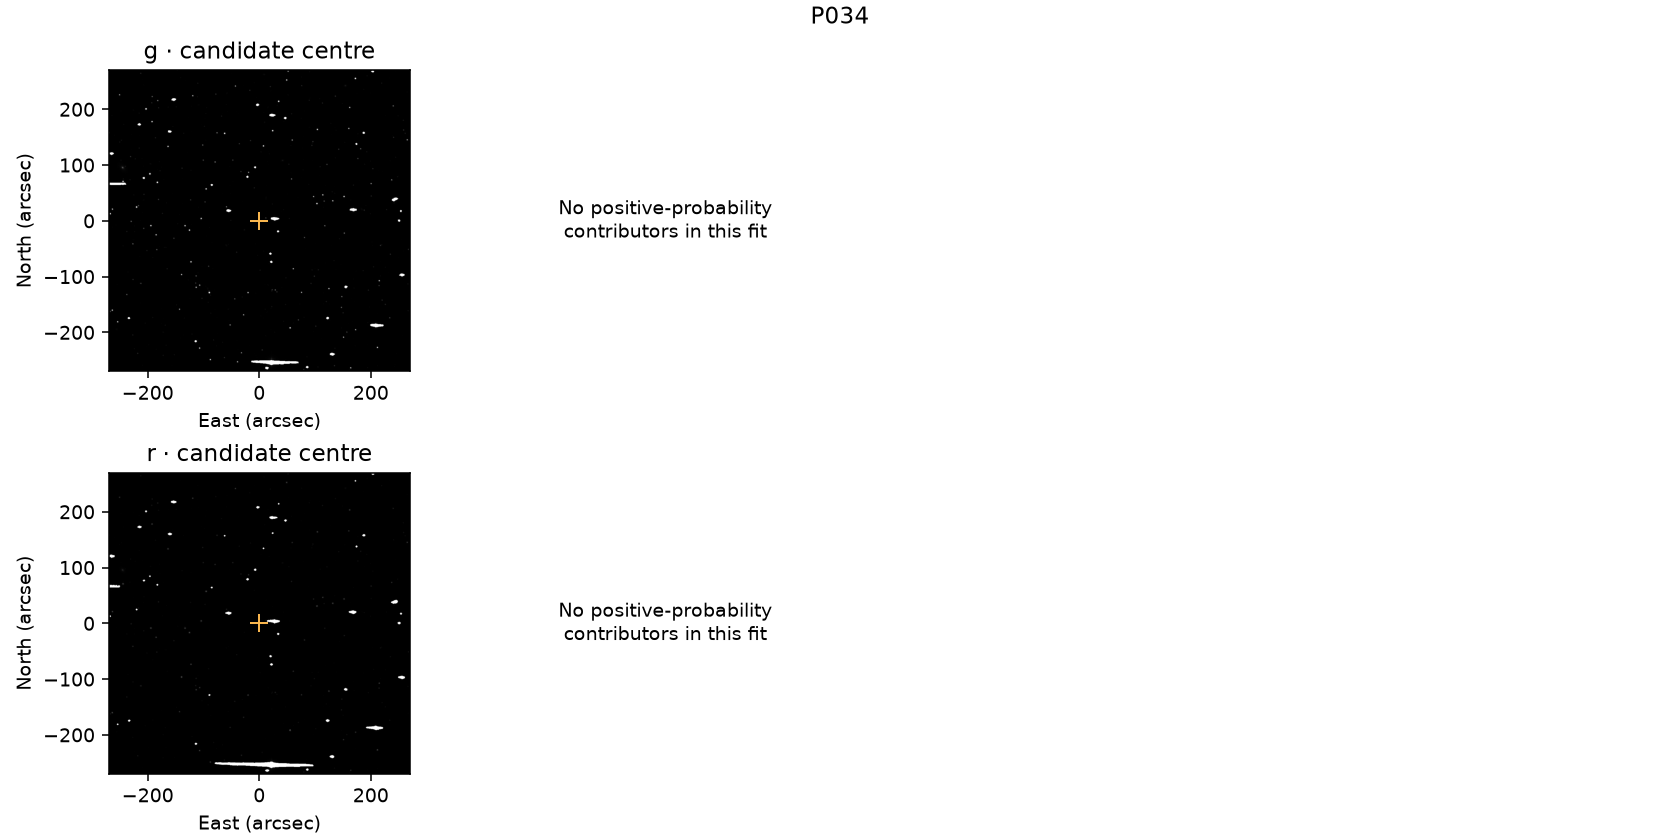 P034
g · candidate centre
North (arcsec)
200
100
0
−100
−200
−200 0 200
East (arcsec)
No positive-probability
contributors in this fit
r · candidate centre
North (arcsec)
200
100
0
−100
−200
−200 0 200
East (arcsec)
No positive-probability
contributors in this fit